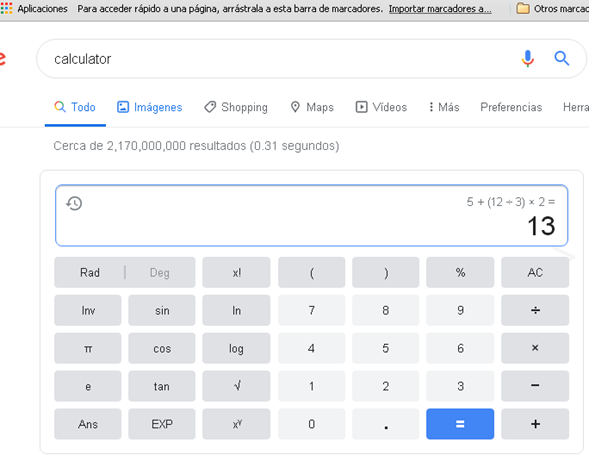 Aplicaciones Para acceder rápido a una página, arrástrala a esta barra de marcadores. Importar marcadores a... Otros marcad
e
calculator
Todo Imágenes Shopping Maps Vídeos Más Preferencias Herra
Cerca de 2,170,000,000 resultados (0.31 segundos)
5 + (12 ÷ 3) × 2 =
13
Rad | Deg x! ( ) % AC
Inv sin ln 7 8 9 ÷
π cos log 4 5 6 ×
e tan √ 1 2 3 −
Ans EXP xʸ 0 . = +